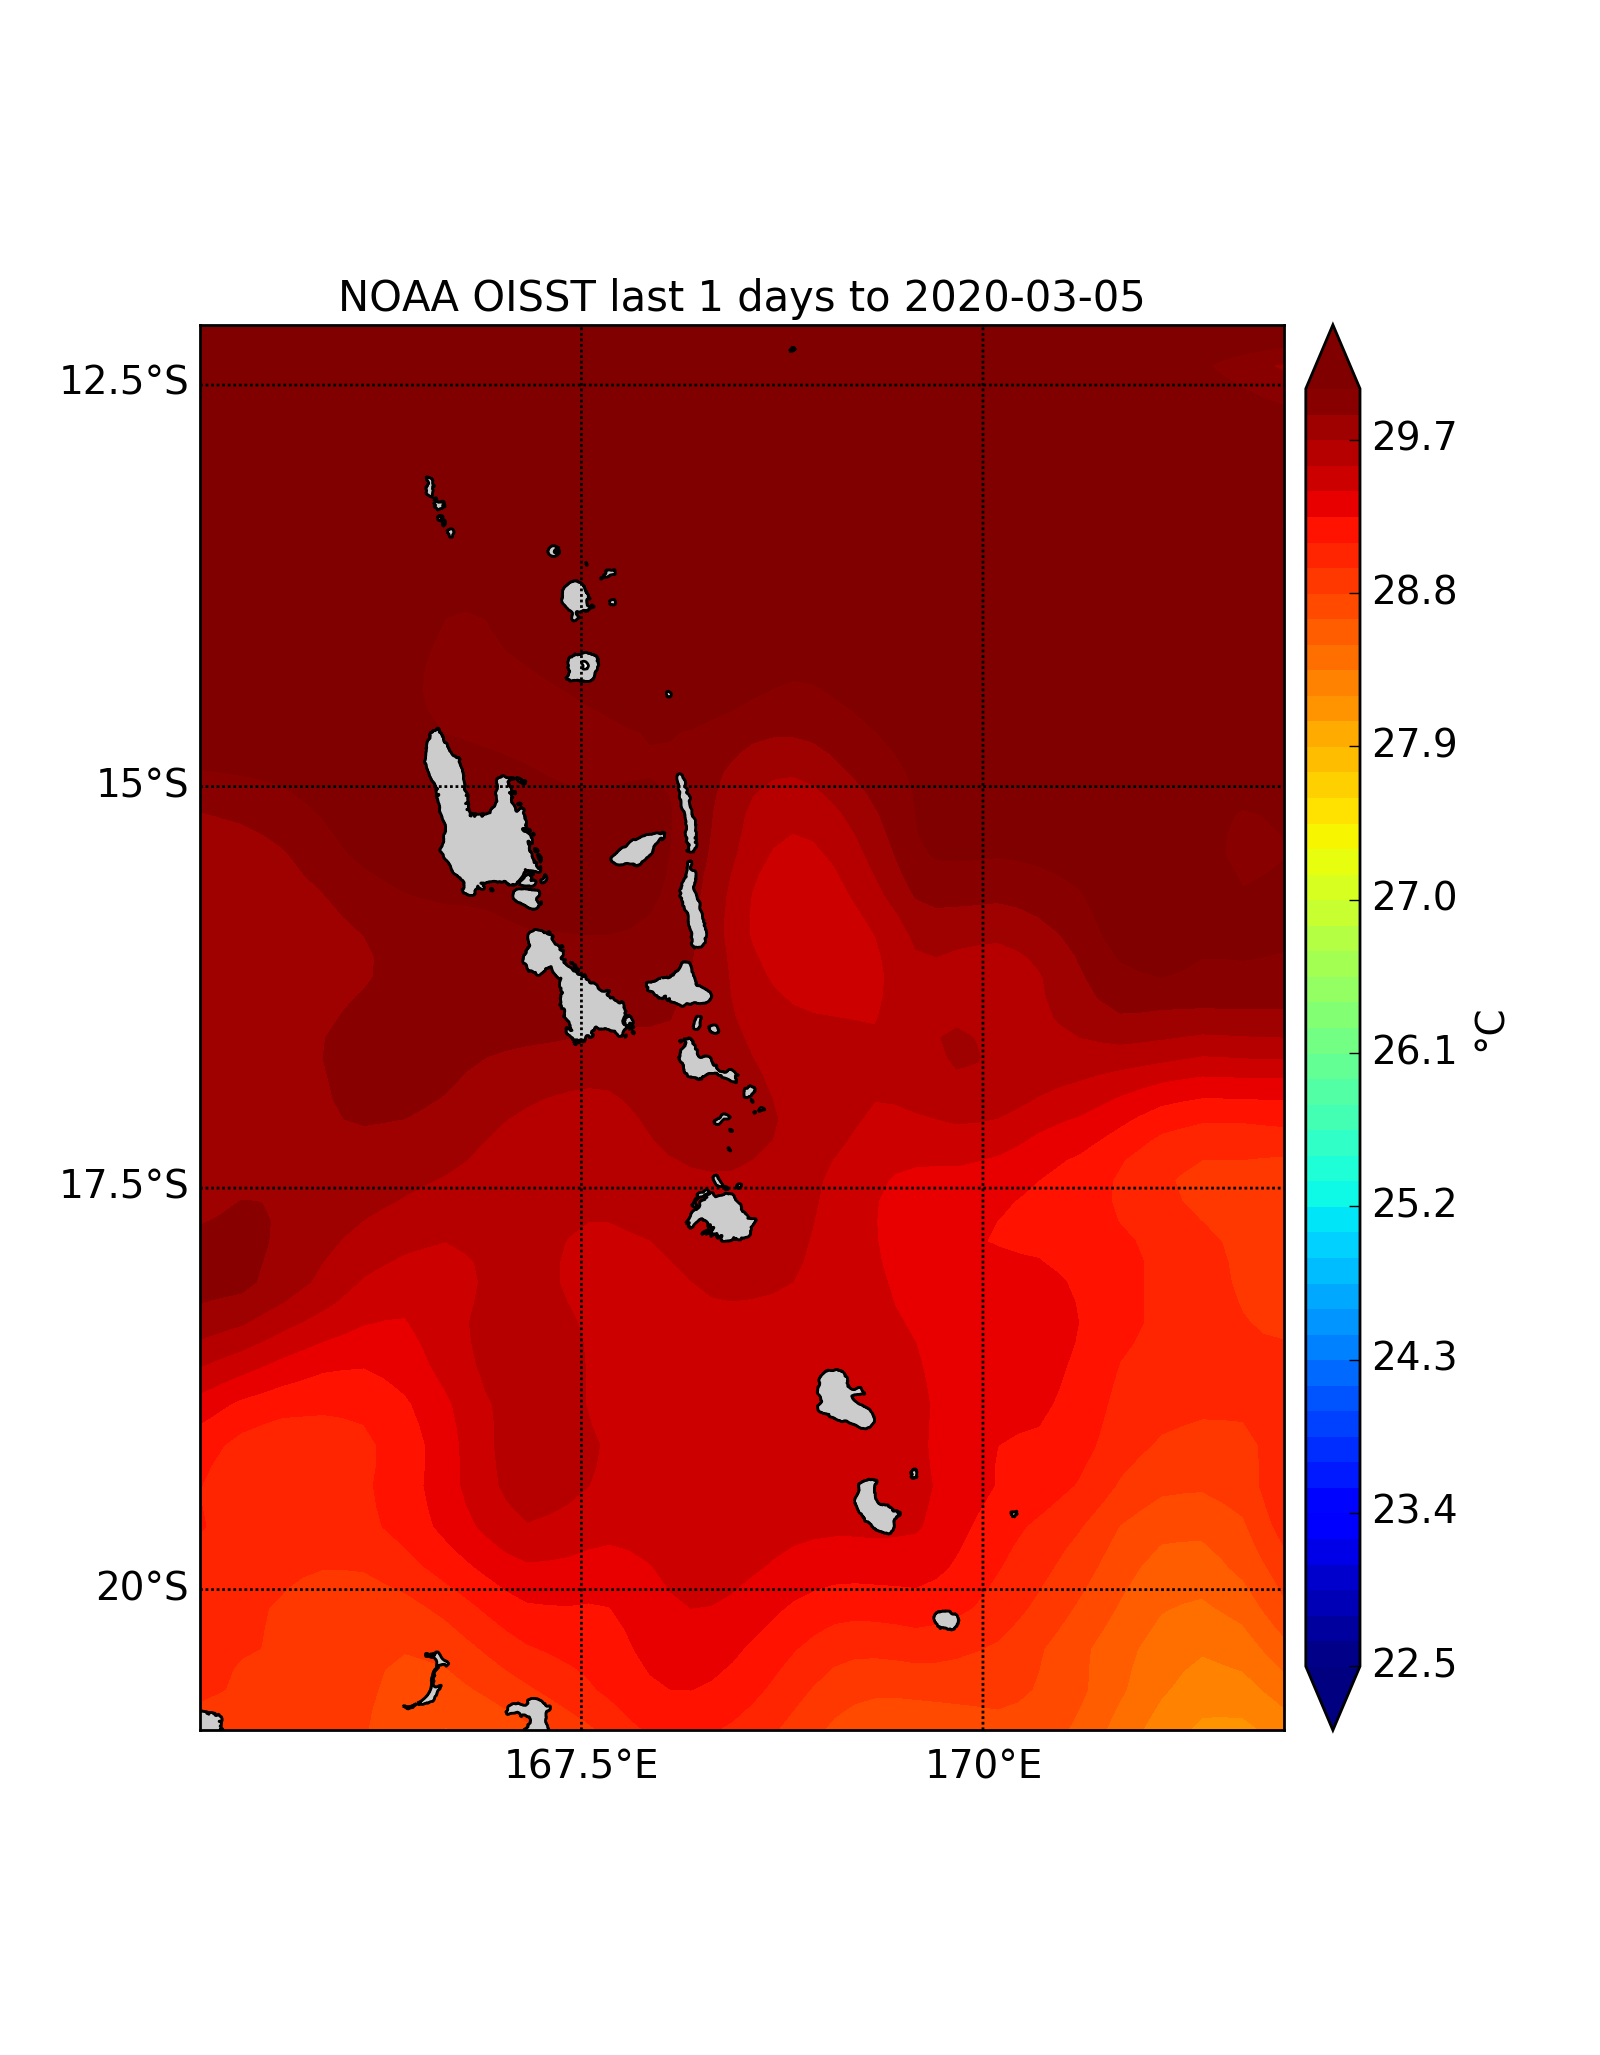 NOAA OISST last 1 days to 2020-03-05
12.5°S
15°S
17.5°S
20°S
167.5°E
170°E
29.7
28.8
27.9
27.0
26.1
25.2
24.3
23.4
22.5
°C